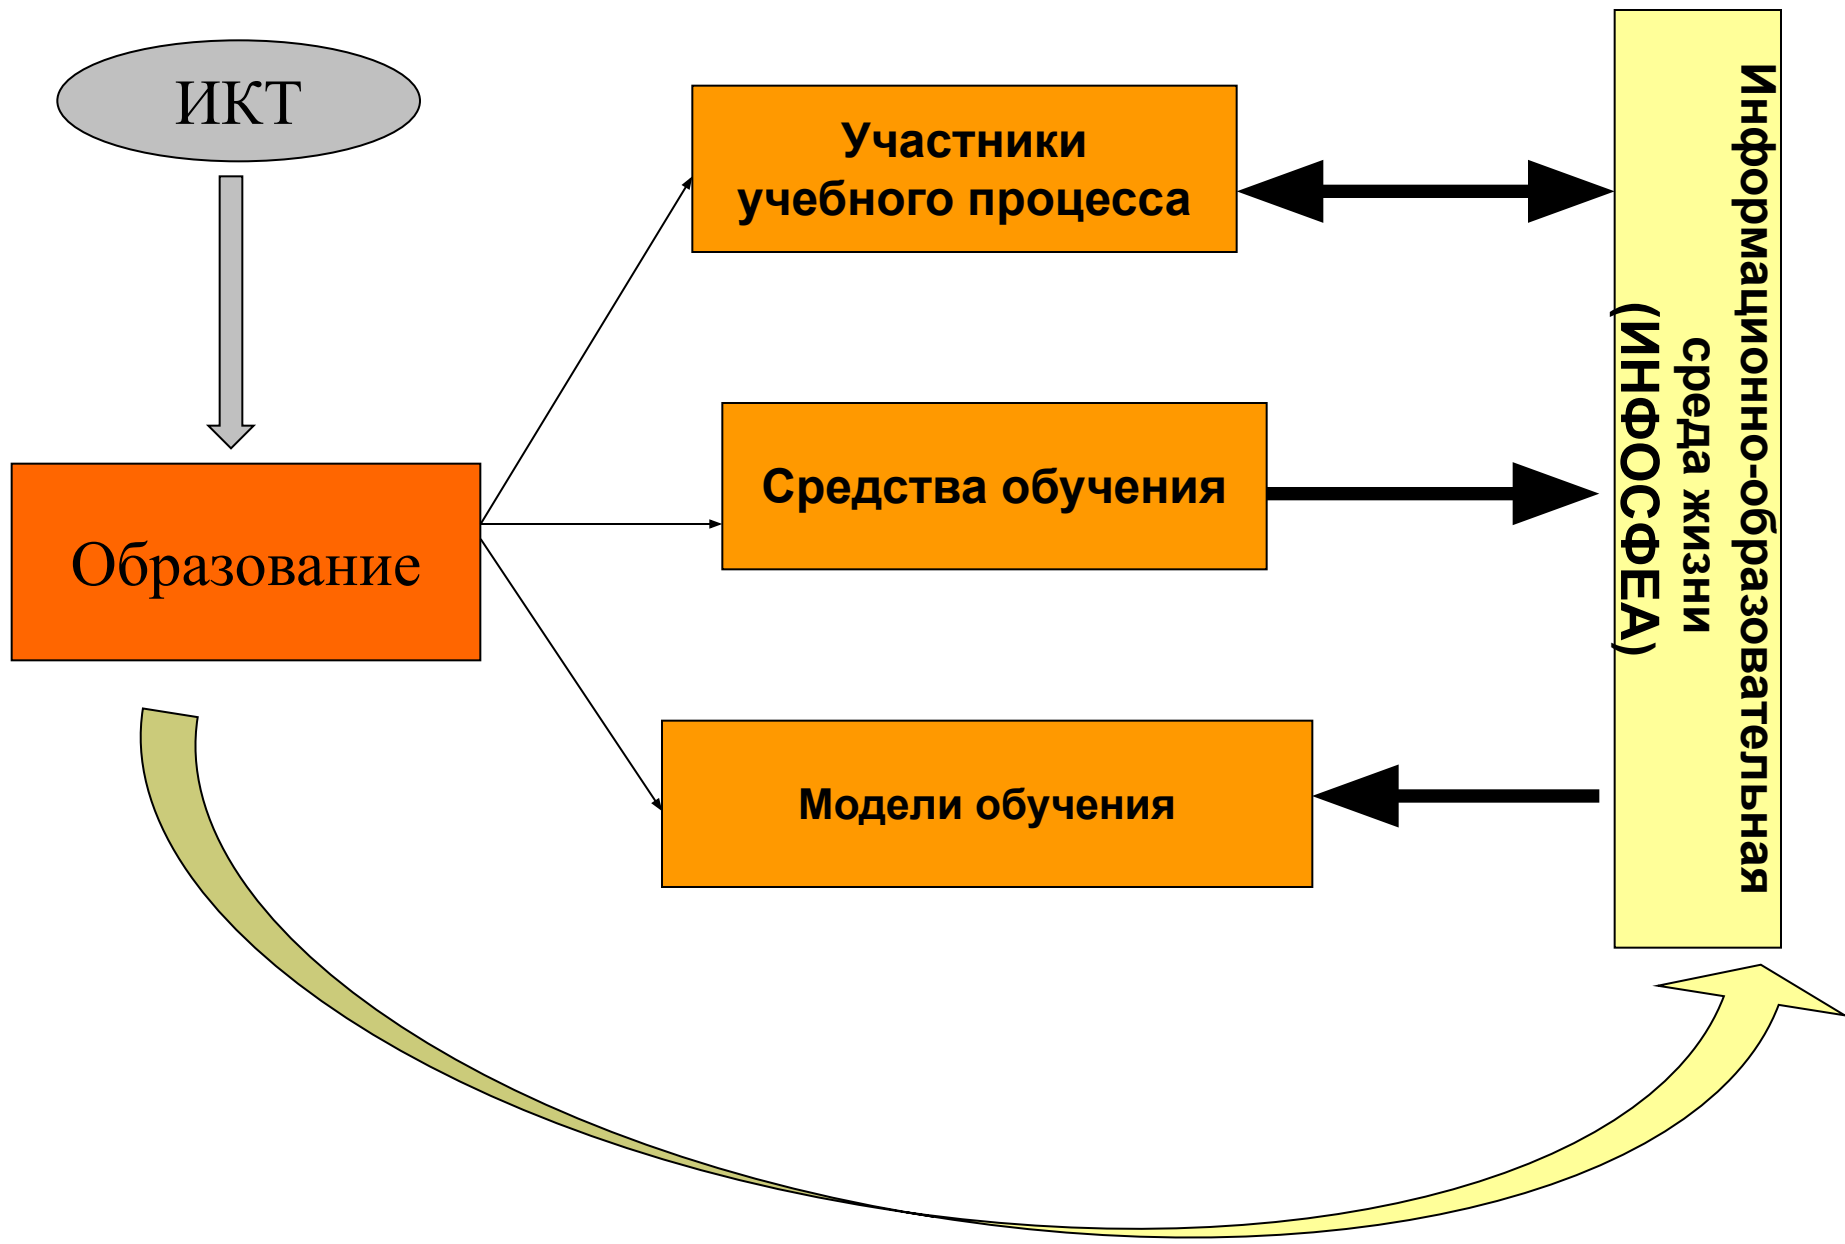 ИКТ
Участники
учебного процесса
Средства обучения
Образование
Модели обучения
Информационно-образовательная
среда жизни
(ИНФОСФЕА)